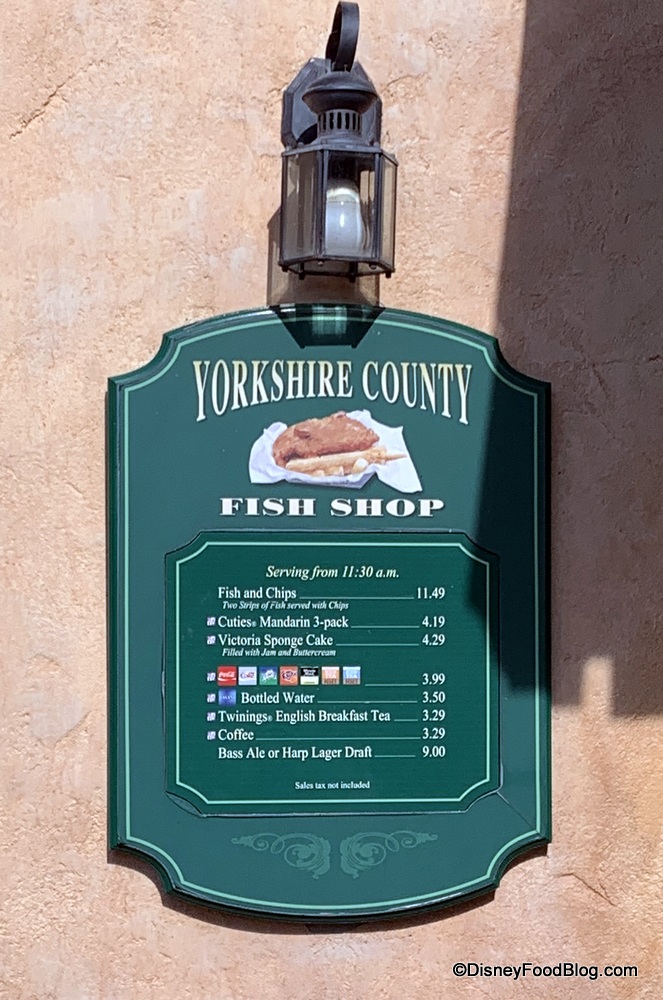 YORKSHIRE COUNTY
FISH SHOP
Serving from 11:30 a.m.
Fish and Chips 11.49
Two Strips of Fish served with Chips
Cuties® Mandarin 3-pack 4.19
Victoria Sponge Cake 4.29
Filled with Jam and Buttercream
Coca-Cola 3.99
Bottled Water 3.50
Twinings® English Breakfast Tea 3.29
Coffee 3.29
Bass Ale or Harp Lager Draft 9.00
Sales tax not included
©DisneyFoodBlog.com